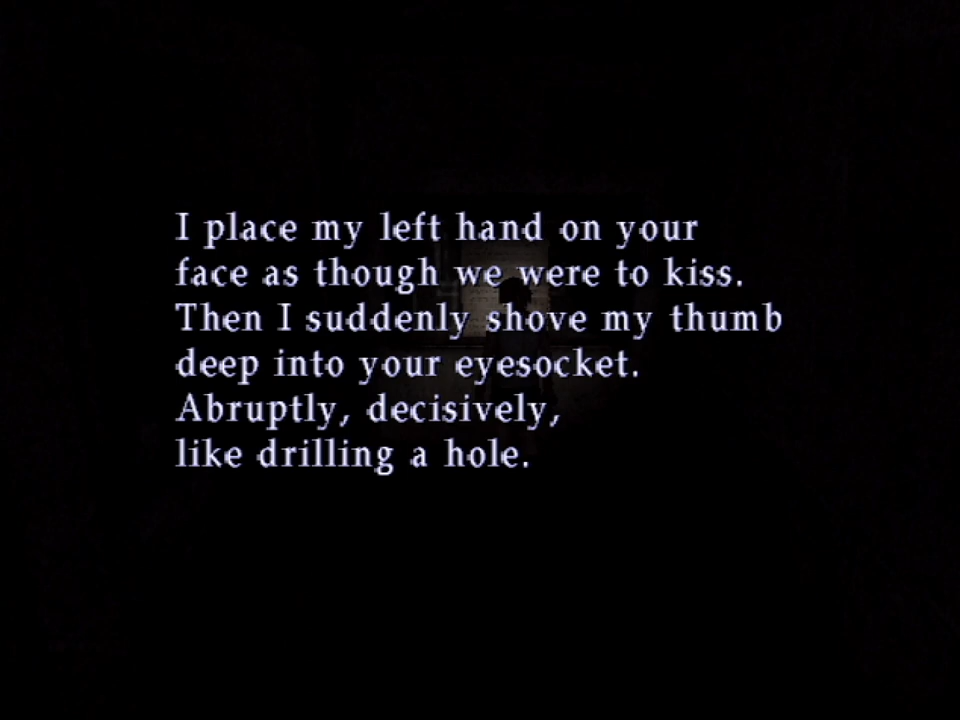 I place my left hand on your
face as though we were to kiss.
Then I suddenly shove my thumb
deep into your eyesocket.
Abruptly, decisively,
like drilling a hole.